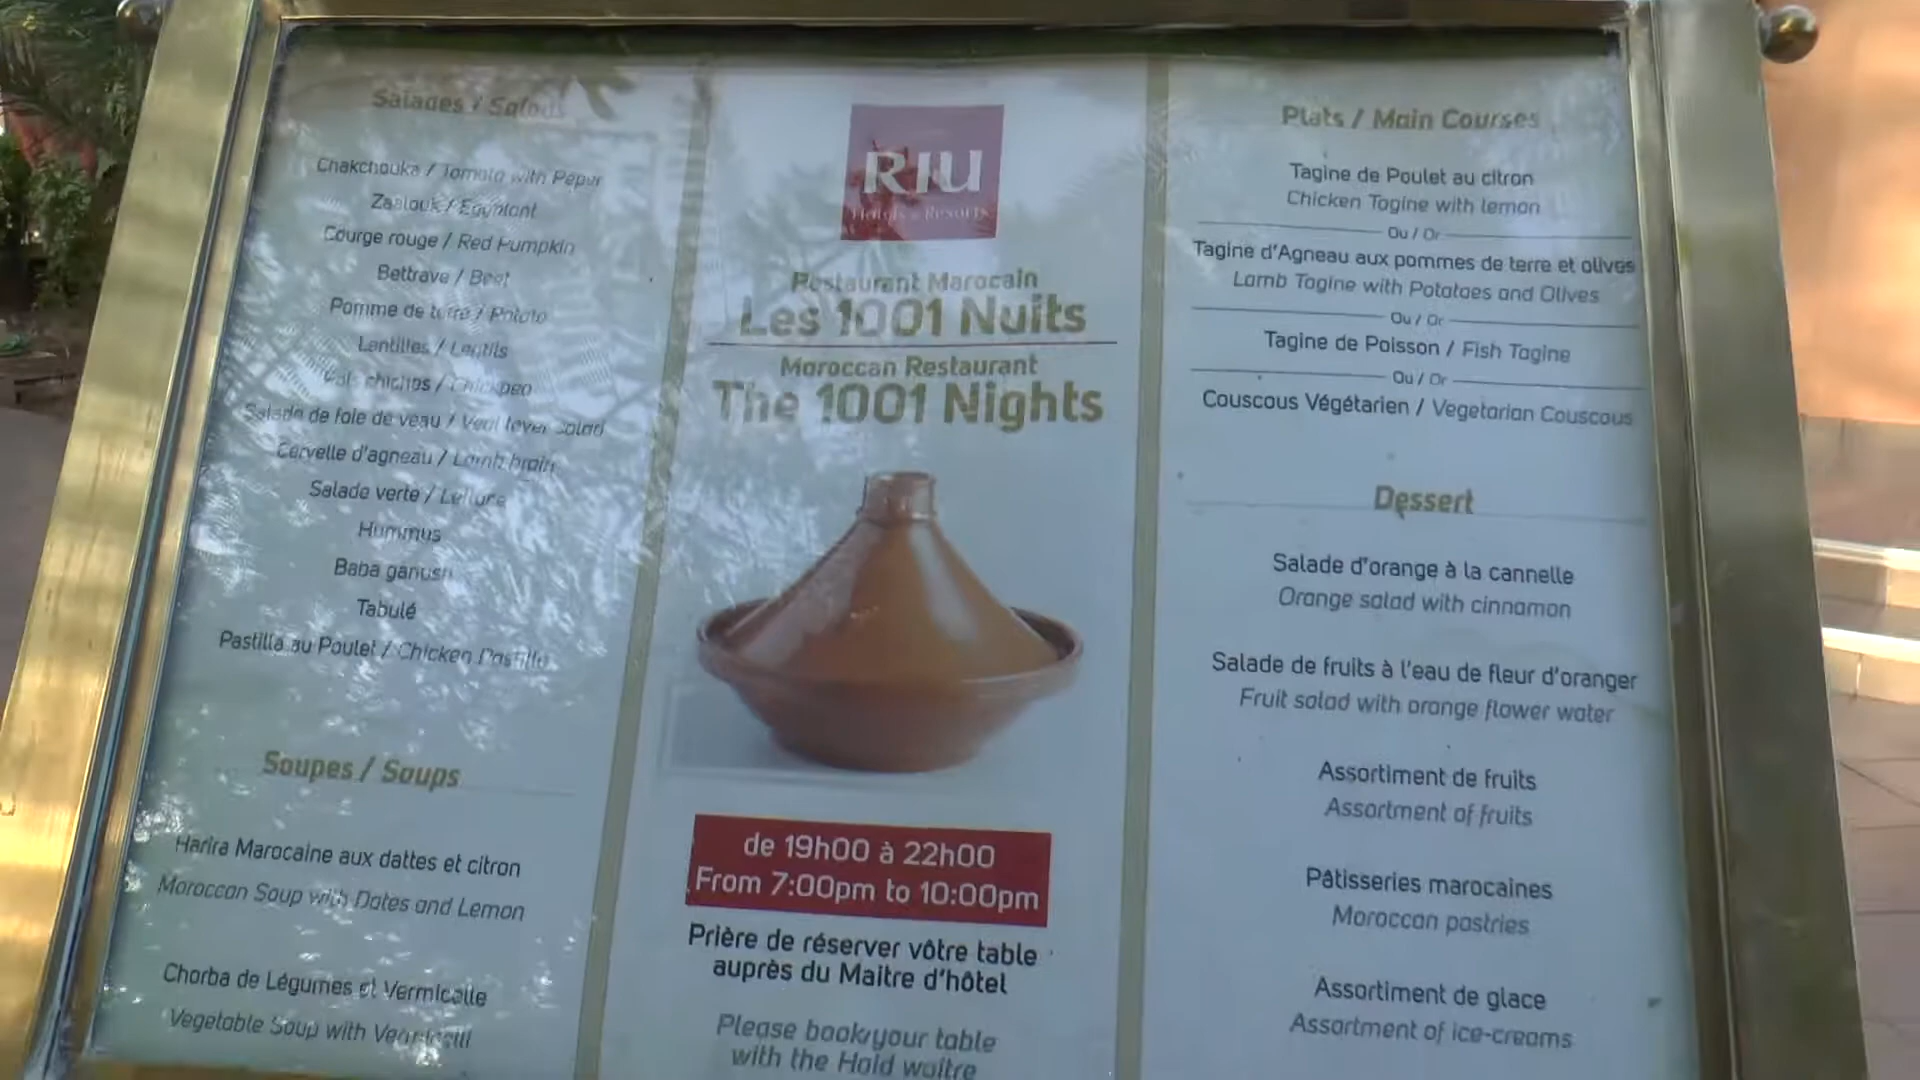 Salades / Salads
Chakchouka / Tomato with Peper
Zaalouk / Eggplant
Courge rouge / Red Pumpkin
Bettrave / Beet
Pomme de terre / Potato
Lentilles / Lentils
chiches / Chickpea
Salade de foie de veau / Veal lever salad
Cervelle d'agneau / Lamb brain
Salade verte / Lettuce
Hummus
Baba ganush
Tabulé
Pastilla au Poulet / Chicken Pastilla
Soupes / Soups
Harira Marocaine aux dattes et citron
Moroccan Soup with Dates and Lemon
Chorba de Légumes et Vermicelle
Vegetable Soup with Vermicelli
RIU
Hotels & Resorts
Restaurant Marocain
Les 1001 Nuits
Moroccan Restaurant
The 1001 Nights
de 19h00 à 22h00
From 7:00pm to 10:00pm
Prière de réserver vôtre table
auprès du Maitre d'hôtel
Please book your table
with the Haid waitre
Plats / Main Courses
Tagine de Poulet au citron
Chicken Tagine with lemon
Ou / Or
Tagine d'Agneau aux pommes de terre et olives
Lamb Tagine with Potatoes and Olives
Ou / Or
Tagine de Poisson / Fish Tagine
Ou / Or
Couscous Végétarien / Vegetarian Couscous
Dessert
Salade d'orange à la cannelle
Orange salad with cinnamon
Salade de fruits à l'eau de fleur d'oranger
Fruit salad with orange flower water
Assortiment de fruits
Assortment of fruits
Pâtisseries marocaines
Moroccan pastries
Assortiment de glace
Assortment of ice-creams